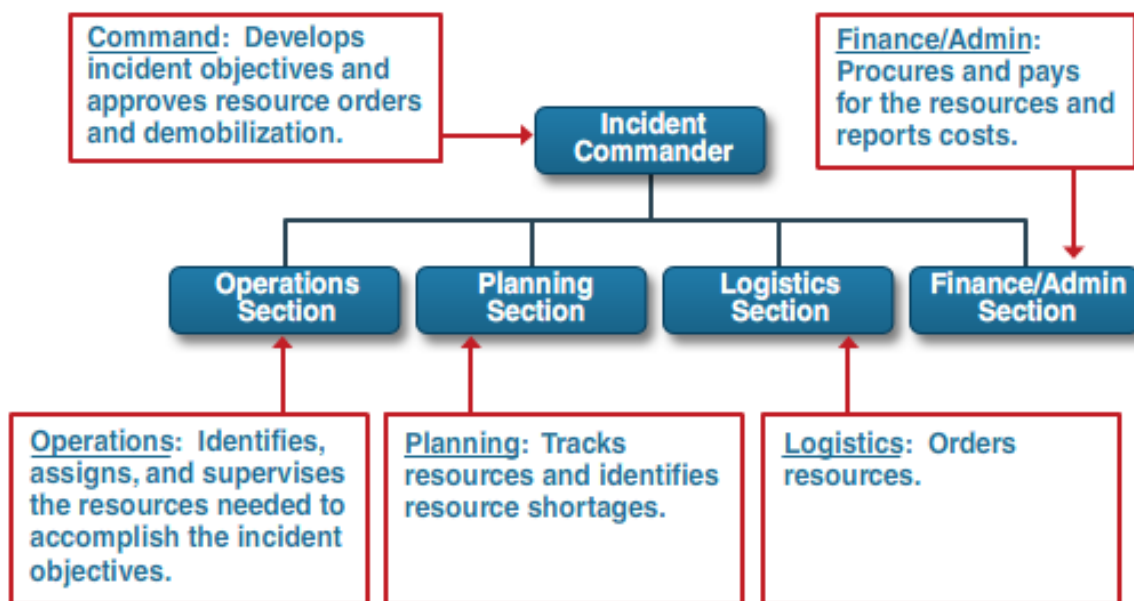 Command: Develops
incident objectives and
approves resource orders
and demobilization.
Finance/Admin:
Procures and pays
for the resources and
reports costs.
Incident
Commander
Operations
Section
Planning
Section
Logistics
Section
Finance/Admin
Section
Operations: Identifies,
assigns, and supervises
the resources needed to
accomplish the incident
objectives.
Planning: Tracks
resources and identifies
resource shortages.
Logistics: Orders
resources.